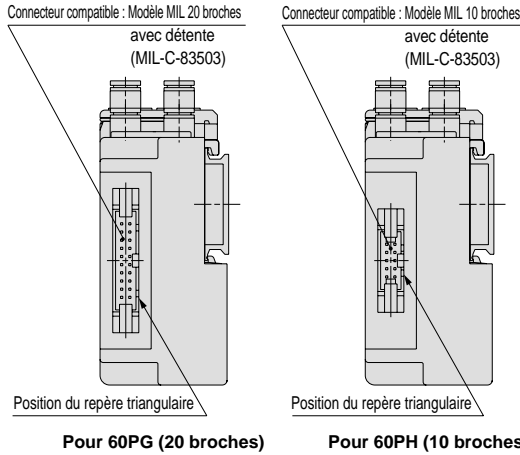 Connecteur compatible : Modèle MIL 20 broches
avec détente
(MIL-C-83503)
Position du repère triangulaire
Pour 60PG (20 broches)
Connecteur compatible : Modèle MIL 10 broches
avec détente
(MIL-C-83503)
Position du repère triangulaire
Pour 60PH (10 broches